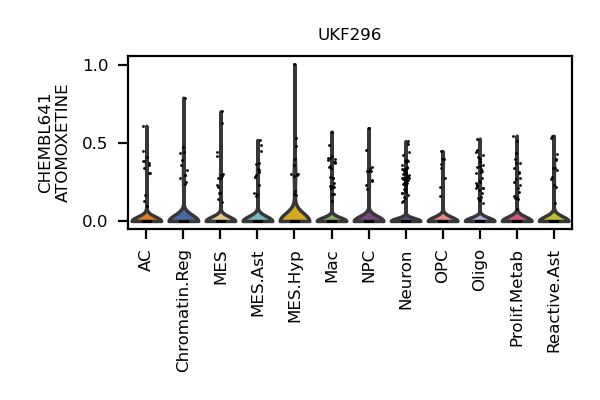 UKF296
CHEMBL641
ATOMOXETINE
1.0
0.5
0.0
AC
Chromatin.Reg
MES
MES.Ast
MES.Hyp
Mac
NPC
Neuron
OPC
Oligo
Prolif.Metab
Reactive.Ast